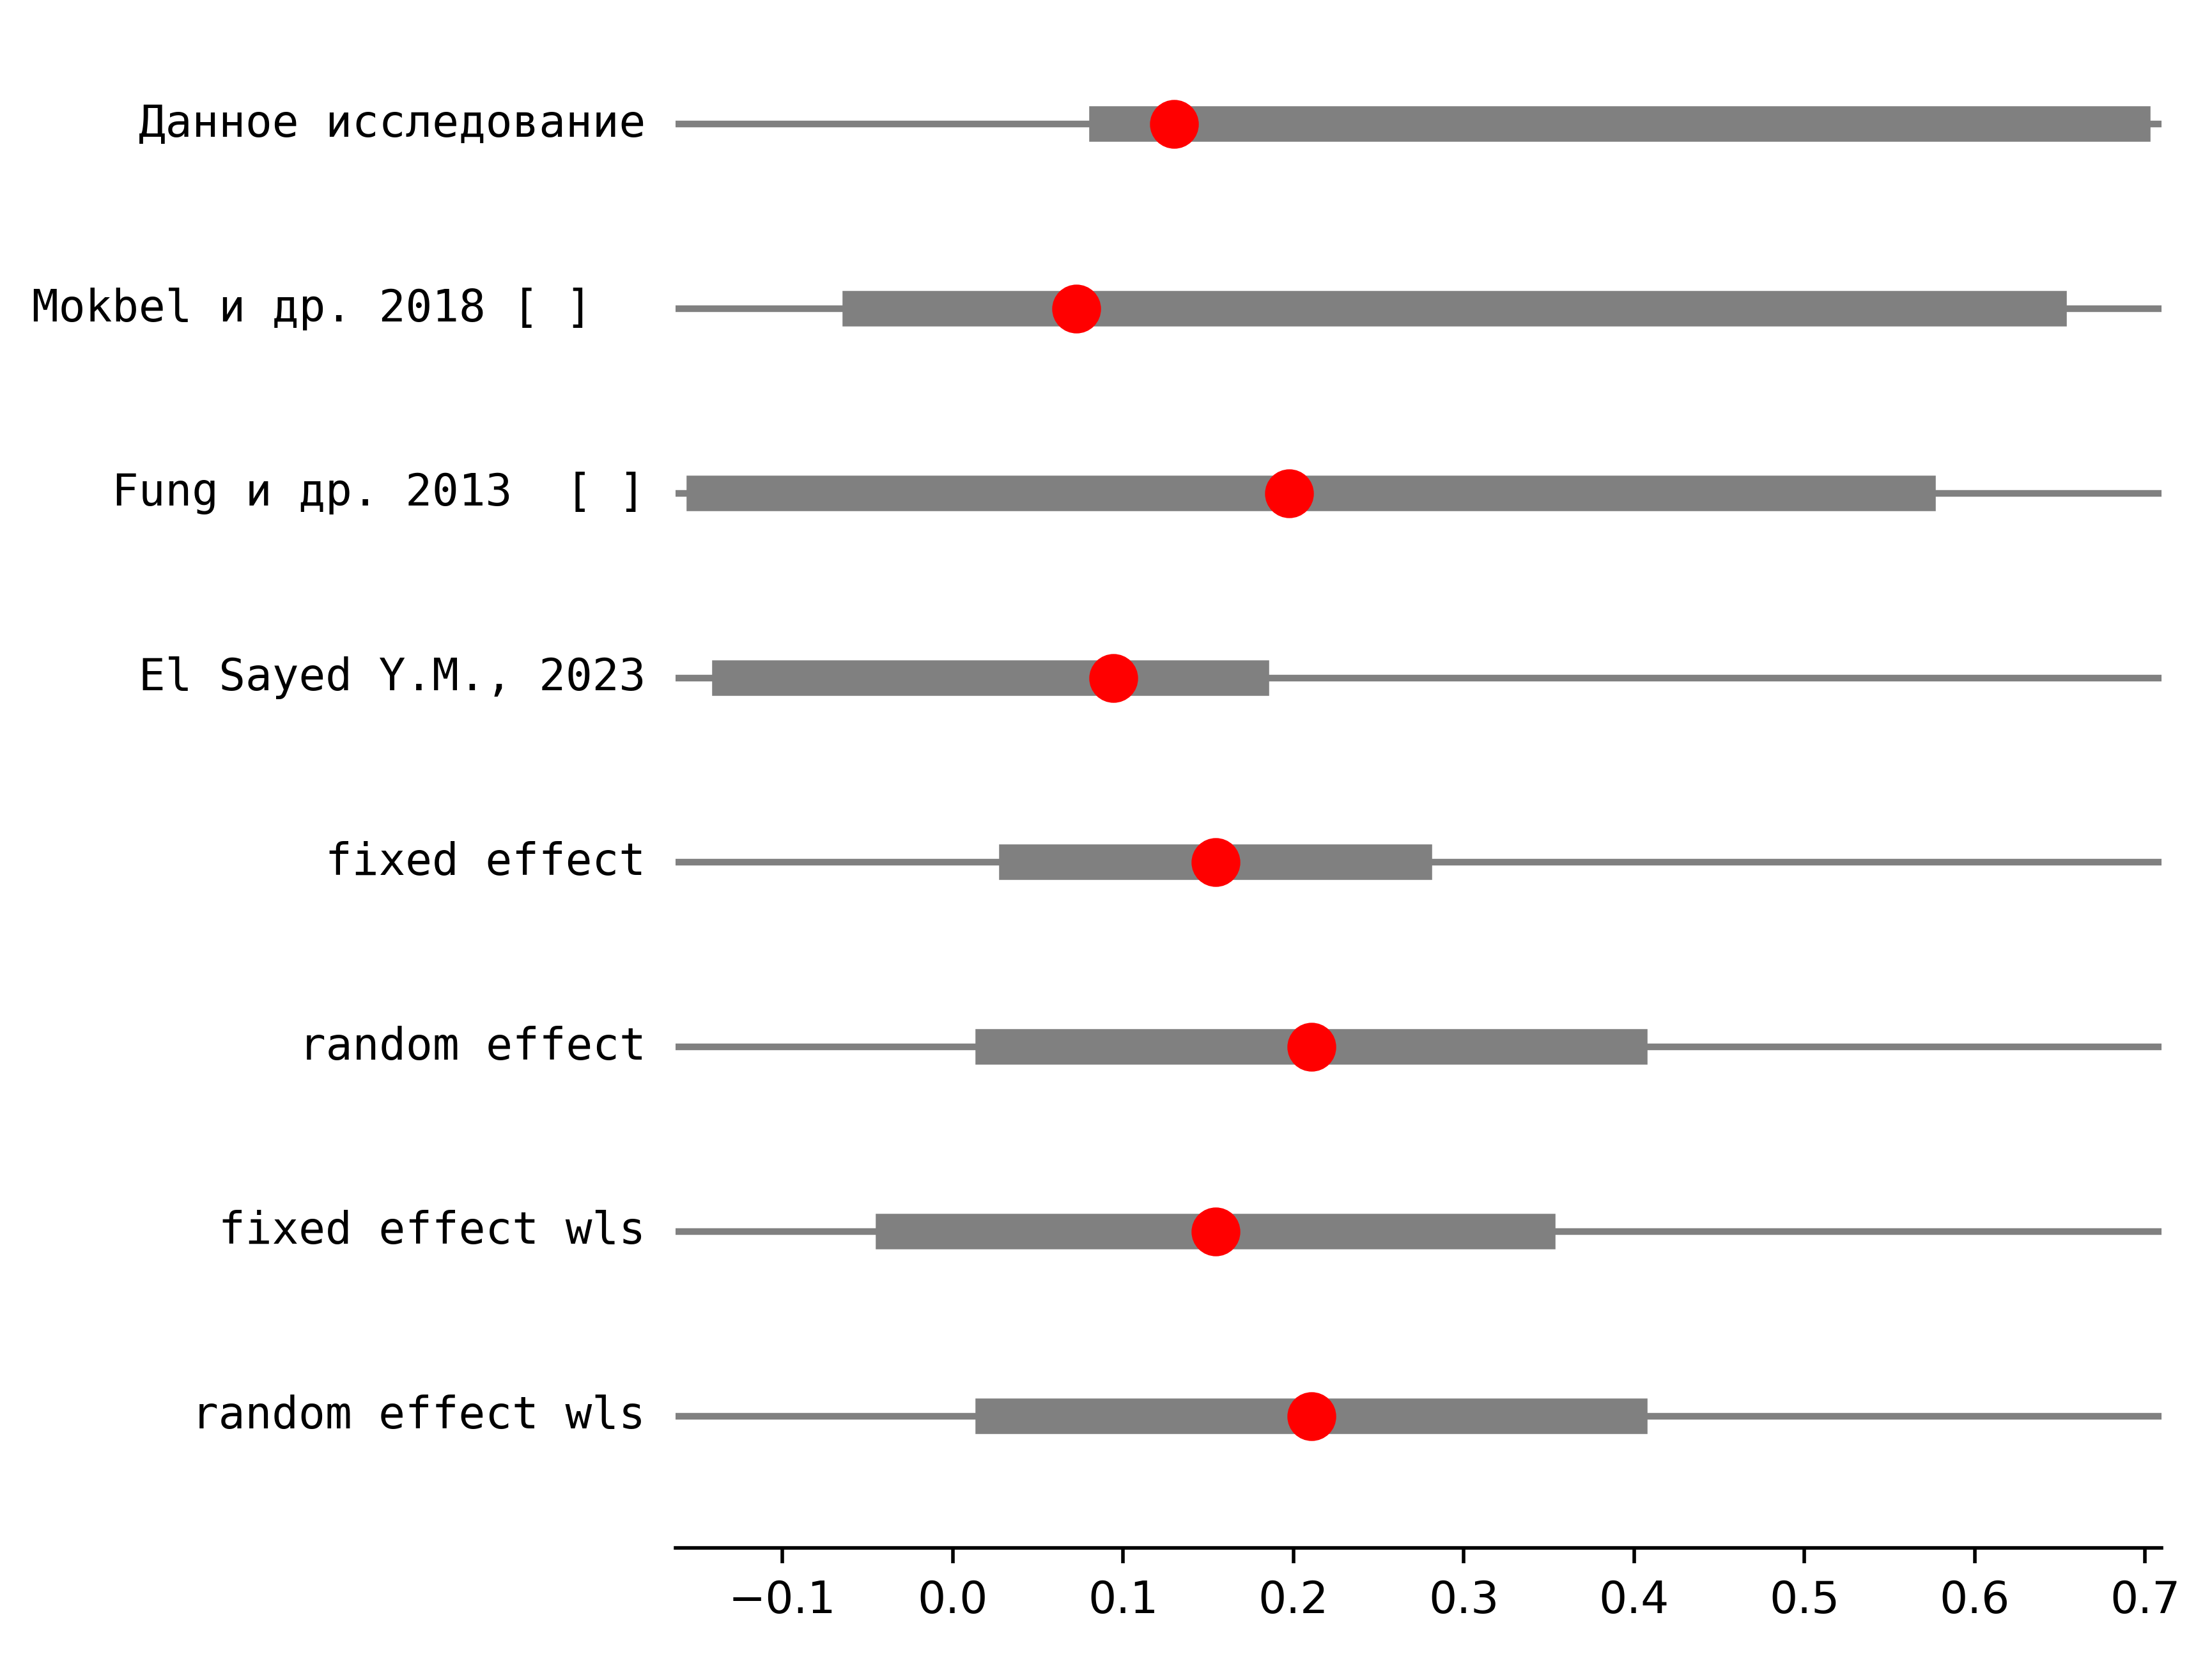 Данное исследование
Mokbel и др. 2018 [ ]
Fung и др. 2013  [ ]
El Sayed Y.M., 2023
fixed effect
random effect
fixed effect wls
random effect wls
−0.1 0.0 0.1 0.2 0.3 0.4 0.5 0.6 0.7